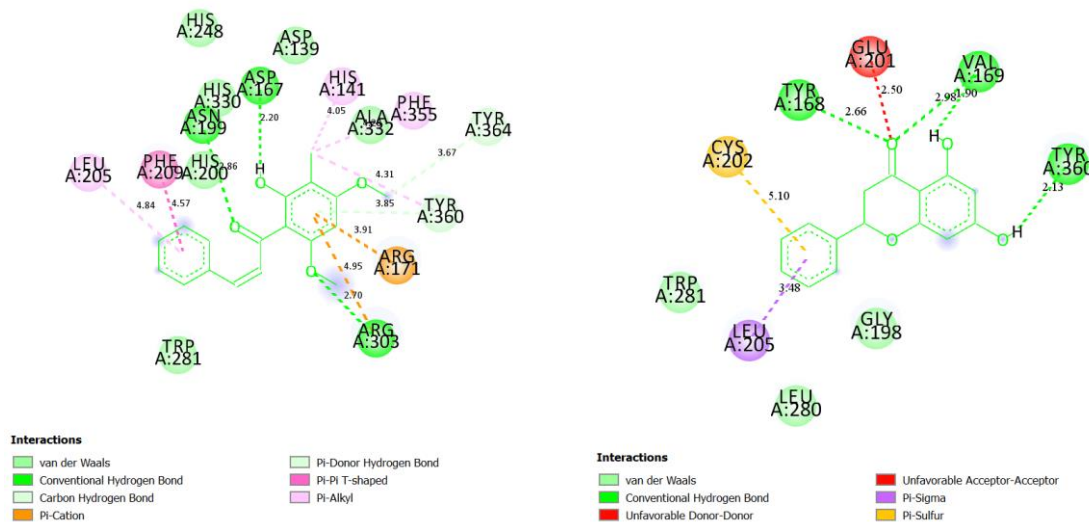 HIS
A:248
ASP
A:139
ASP
A:167
HIS
A:141
HIS
A:330
PHE
A:355
ASN
A:199
ALA
A:332
TYR
A:364
LEU
A:205
PHE
A:209
HIS
A:200
TYR
A:360
ARG
A:171
TRP
A:281
ARG
A:303
2.20
4.05
3.67
2.86
4.31
3.85
4.84
4.57
3.91
4.95
2.70
H
O
O
O
O
Interactions
van der Waals
Conventional Hydrogen Bond
Carbon Hydrogen Bond
Pi-Cation
Pi-Donor Hydrogen Bond
Pi-Pi T-shaped
Pi-Alkyl
GLU
A:201
VAL
A:169
TYR
A:168
CYS
A:202
TYR
A:360
TRP
A:281
LEU
A:205
GLY
A:198
LEU
A:280
2.50
2.98
1.90
2.66
5.10
2.13
3.48
H
O
O
O
O
H
Interactions
van der Waals
Conventional Hydrogen Bond
Unfavorable Donor-Donor
Unfavorable Acceptor-Acceptor
Pi-Sigma
Pi-Sulfur